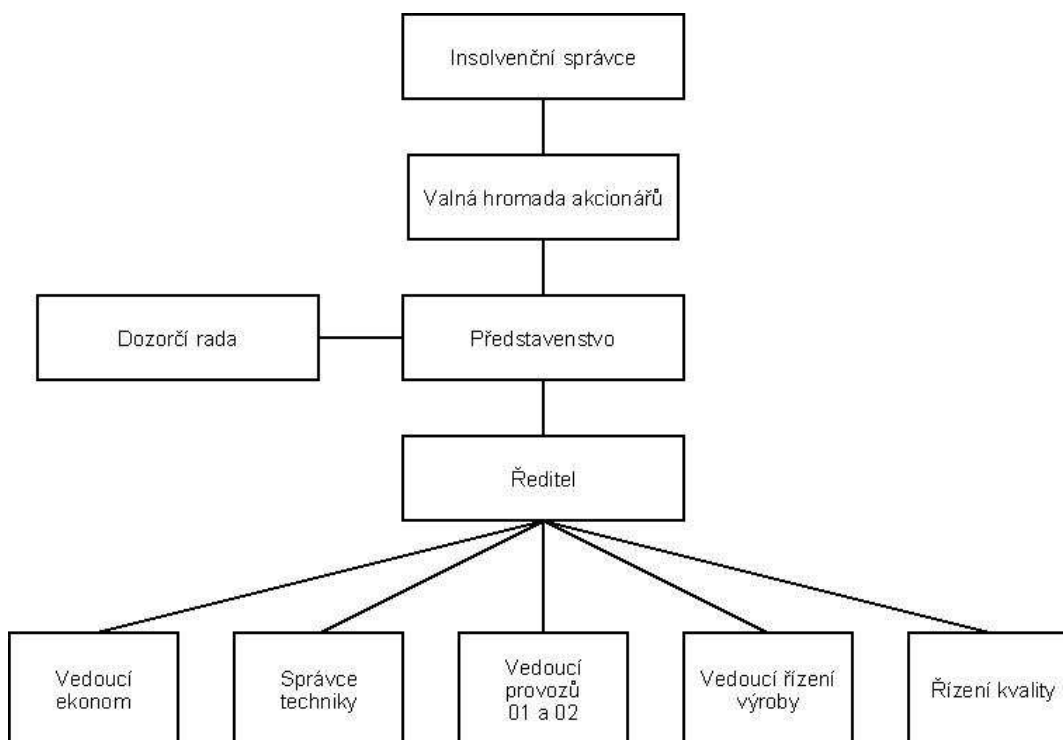 Insolvenční správce
Valná hromada akcionářů
Dozorčí rada
Představenstvo
Ředitel
Vedoucí
ekonom
Správce
techniky
Vedoucí
provozů
01 a 02
Vedoucí řízení
výroby
Řízení kvality